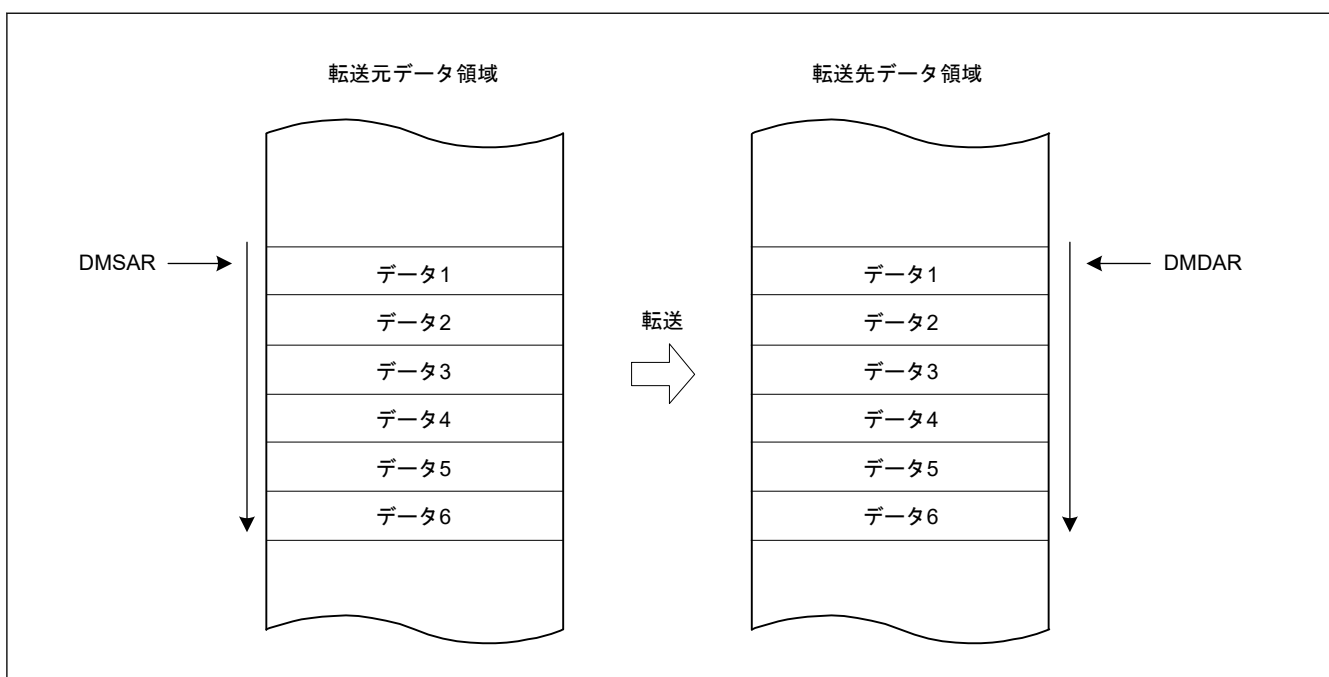 転送元データ領域
転送先データ領域
DMSAR
データ1
データ2
データ3
データ4
データ5
データ6
転送
データ1
データ2
データ3
データ4
データ5
データ6
DMDAR